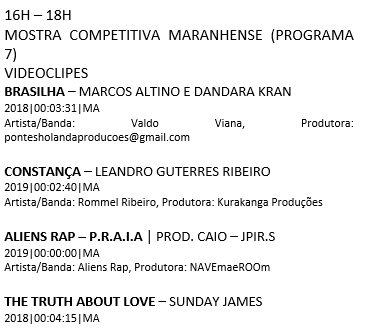 16H – 18H
MOSTRA COMPETITIVA MARANHENSE (PROGRAMA
7)
VIDEOCLIPES
BRASILHA – MARCOS ALTINO E DANDARA KRAN
2018|00:03:31|MA
Artista/Banda: Valdo Viana, Produtora:
pontesholandaproducoes@gmail.com
CONSTANÇA – LEANDRO GUTERRES RIBEIRO
2019|00:02:40|MA
Artista/Banda: Rommel Ribeiro, Produtora: Kurakanga Produções
ALIENS RAP – P.R.A.I.A | PROD. CAIO – JPIR.S
2019|00:00:00|MA
Artista/Banda: Aliens Rap, Produtora: NAVEmaeROOm
THE TRUTH ABOUT LOVE – SUNDAY JAMES
2018|00:04:15|MA